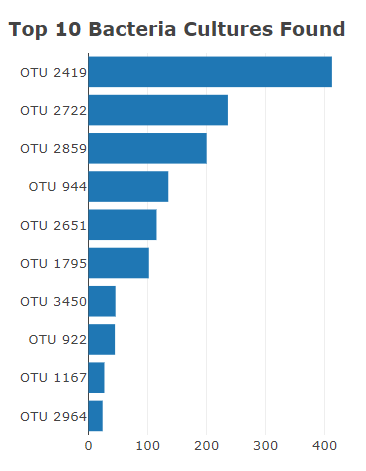 Top 10 Bacteria Cultures Found
OTU 2419
OTU 2722
OTU 2859
OTU 944
OTU 2651
OTU 1795
OTU 3450
OTU 922
OTU 1167
OTU 2964
0 100 200 300 400